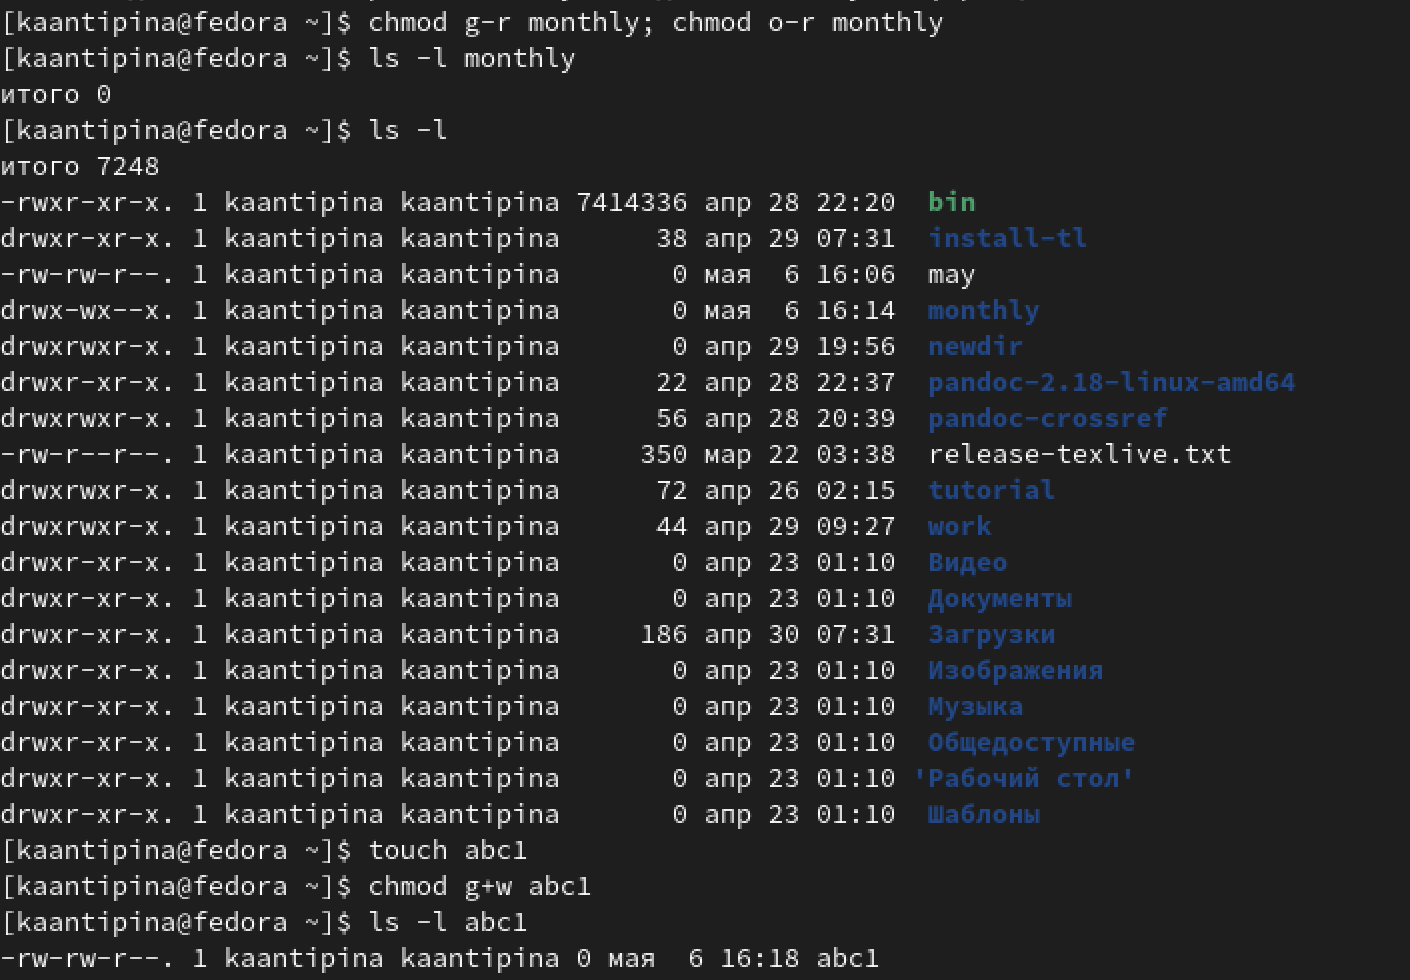 [kaantipina@fedora ~]$ chmod g-r monthly; chmod o-r monthly
[kaantipina@fedora ~]$ ls -l monthly
итого 0
[kaantipina@fedora ~]$ ls -l
итого 7248
-rwxr-xr-x. 1 kaantipina kaantipina 7414336 апр 28 22:20  bin
drwxr-xr-x. 1 kaantipina kaantipina      38 апр 29 07:31  install-tl
-rw-rw-r--. 1 kaantipina kaantipina       0 мая  6 16:06  may
drwx-wx--x. 1 kaantipina kaantipina       0 мая  6 16:14  monthly
drwxrwxr-x. 1 kaantipina kaantipina       0 апр 29 19:56  newdir
drwxrwxr-x. 1 kaantipina kaantipina      22 апр 28 22:37  pandoc-2.18-linux-amd64
drwxrwxr-x. 1 kaantipina kaantipina      56 апр 28 20:39  pandoc-crossref
-rw-r--r--. 1 kaantipina kaantipina     350 мар 22 03:38  release-texlive.txt
drwxrwxr-x. 1 kaantipina kaantipina      72 апр 26 02:15  tutorial
drwxrwxr-x. 1 kaantipina kaantipina      44 апр 29 09:27  work
drwxr-xr-x. 1 kaantipina kaantipina       0 апр 23 01:10  Видео
drwxr-xr-x. 1 kaantipina kaantipina       0 апр 23 01:10  Документы
drwxr-xr-x. 1 kaantipina kaantipina     186 апр 30 07:31  Загрузки
drwxr-xr-x. 1 kaantipina kaantipina       0 апр 23 01:10  Изображения
drwxr-xr-x. 1 kaantipina kaantipina       0 апр 23 01:10  Музыка
drwxr-xr-x. 1 kaantipina kaantipina       0 апр 23 01:10  Общедоступные
drwxr-xr-x. 1 kaantipina kaantipina       0 апр 23 01:10 'Рабочий стол'
drwxr-xr-x. 1 kaantipina kaantipina       0 апр 23 01:10  Шаблоны
[kaantipina@fedora ~]$ touch abc1
[kaantipina@fedora ~]$ chmod g+w abc1
[kaantipina@fedora ~]$ ls -l abc1
-rw-rw-r--. 1 kaantipina kaantipina 0 мая  6 16:18 abc1